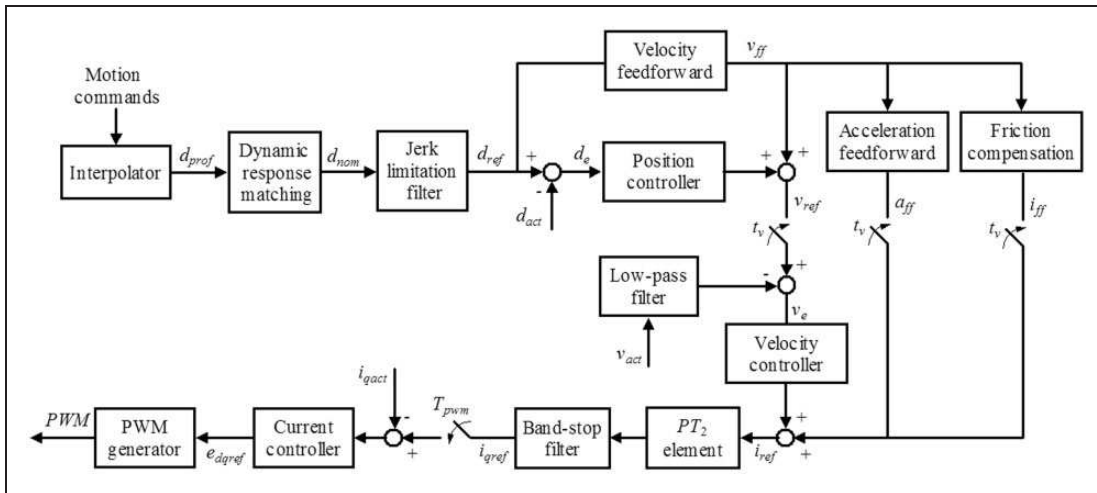 Motion
commands
Interpolator
d_prof
Dynamic
response
matching
d_nom
Jerk
limitation
filter
d_ref
+
-
d_act
d_e
Position
controller
Velocity
feedforward
v_ff
+
+
v_ref
t_v
Acceleration
feedforward
a_ff
t_v
Friction
compensation
i_ff
t_v
Low-pass
filter
v_act
-
+
v_e
Velocity
controller
+
+
i_ref
PT₂
element
Band-stop
filter
i_qref
T_pwm
i_qact
-
+
Current
controller
e_dqref
PWM
generator
PWM